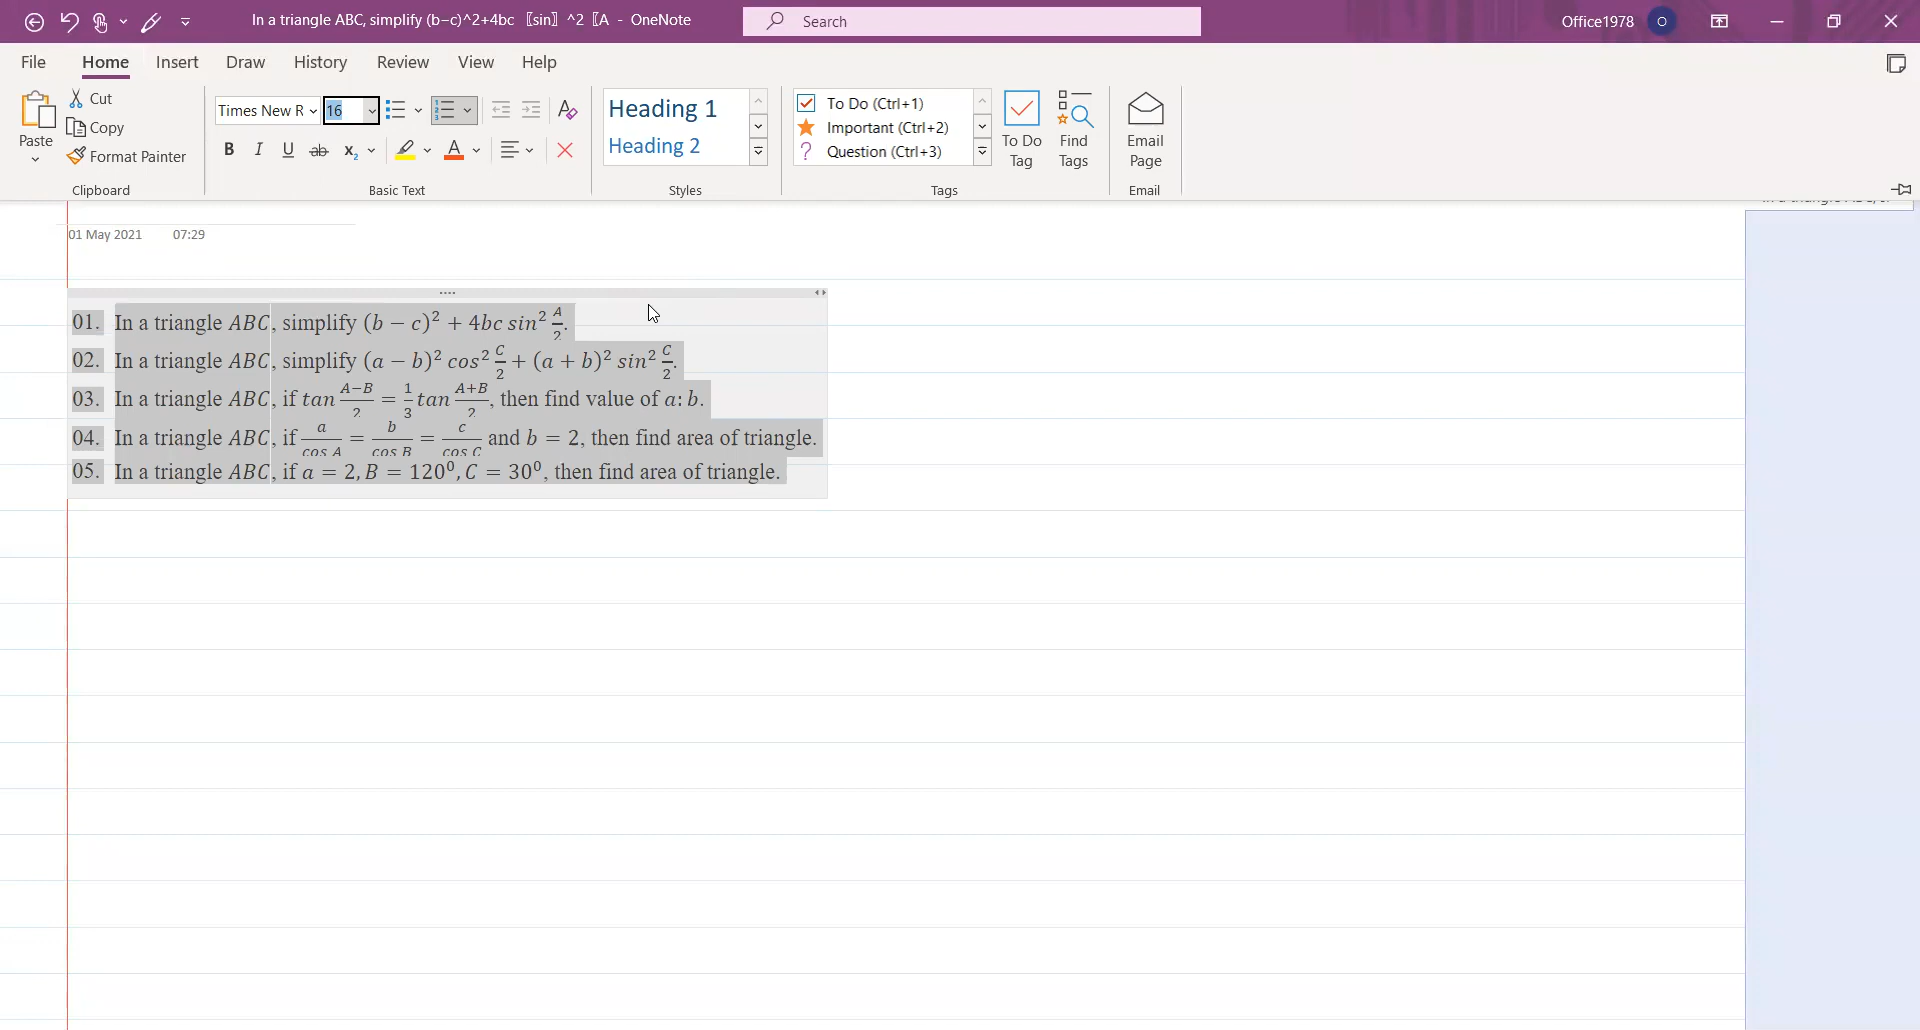 In a triangle ABC, simplify (b−c)^2+4bc 〖sin〗^2 〖A - OneNote
Search
Office1978 O
File Home Insert Draw History Review View Help
Paste
Cut
Copy
Format Painter
Clipboard
Times New R 16
B I U ab x₂ A
Basic Text
Heading 1
Heading 2
Styles
To Do (Ctrl+1)
Important (Ctrl+2)
Question (Ctrl+3)
To Do Tag
Find Tags
Tags
Email Page
Email
01 May 2021 07:29
01. In a triangle ABC, simplify (b − c)² + 4bc sin² A/2.
02. In a triangle ABC, simplify (a − b)² cos² C/2 + (a + b)² sin² C/2.
03. In a triangle ABC, if tan (A−B)/2 = 1/3 tan (A+B)/2, then find value of a: b.
04. In a triangle ABC, if a/cos A = b/cos B = c/cos C and b = 2, then find area of triangle.
05. In a triangle ABC, if a = 2, B = 120⁰, C = 30⁰, then find area of triangle.